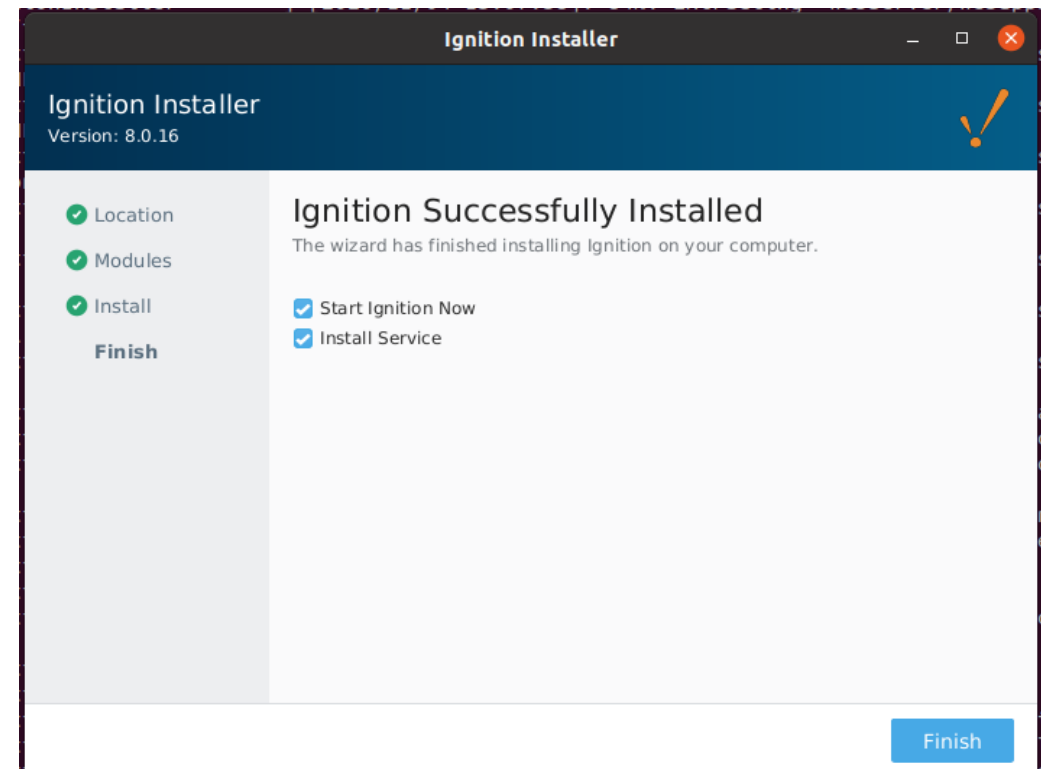 Ignition Installer
Ignition Installer
Version: 8.0.16
Location
Modules
Install
Finish
Ignition Successfully Installed
The wizard has finished installing Ignition on your computer.
Start Ignition Now
Install Service
Finish